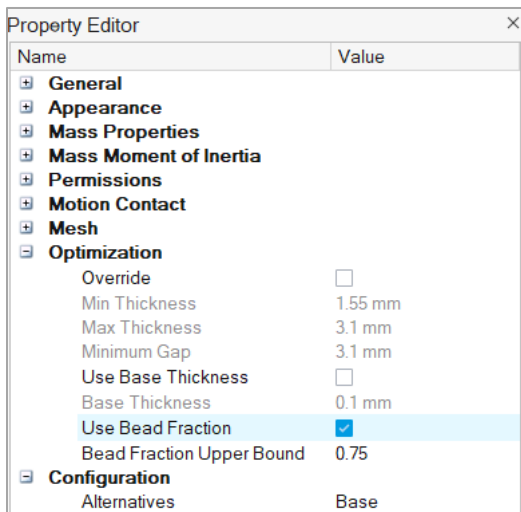 Property Editor
Name Value
General
Appearance
Mass Properties
Mass Moment of Inertia
Permissions
Motion Contact
Mesh
Optimization
Override
Min Thickness 1.55 mm
Max Thickness 3.1 mm
Minimum Gap 3.1 mm
Use Base Thickness
Base Thickness 0.1 mm
Use Bead Fraction
Bead Fraction Upper Bound 0.75
Configuration
Alternatives Base